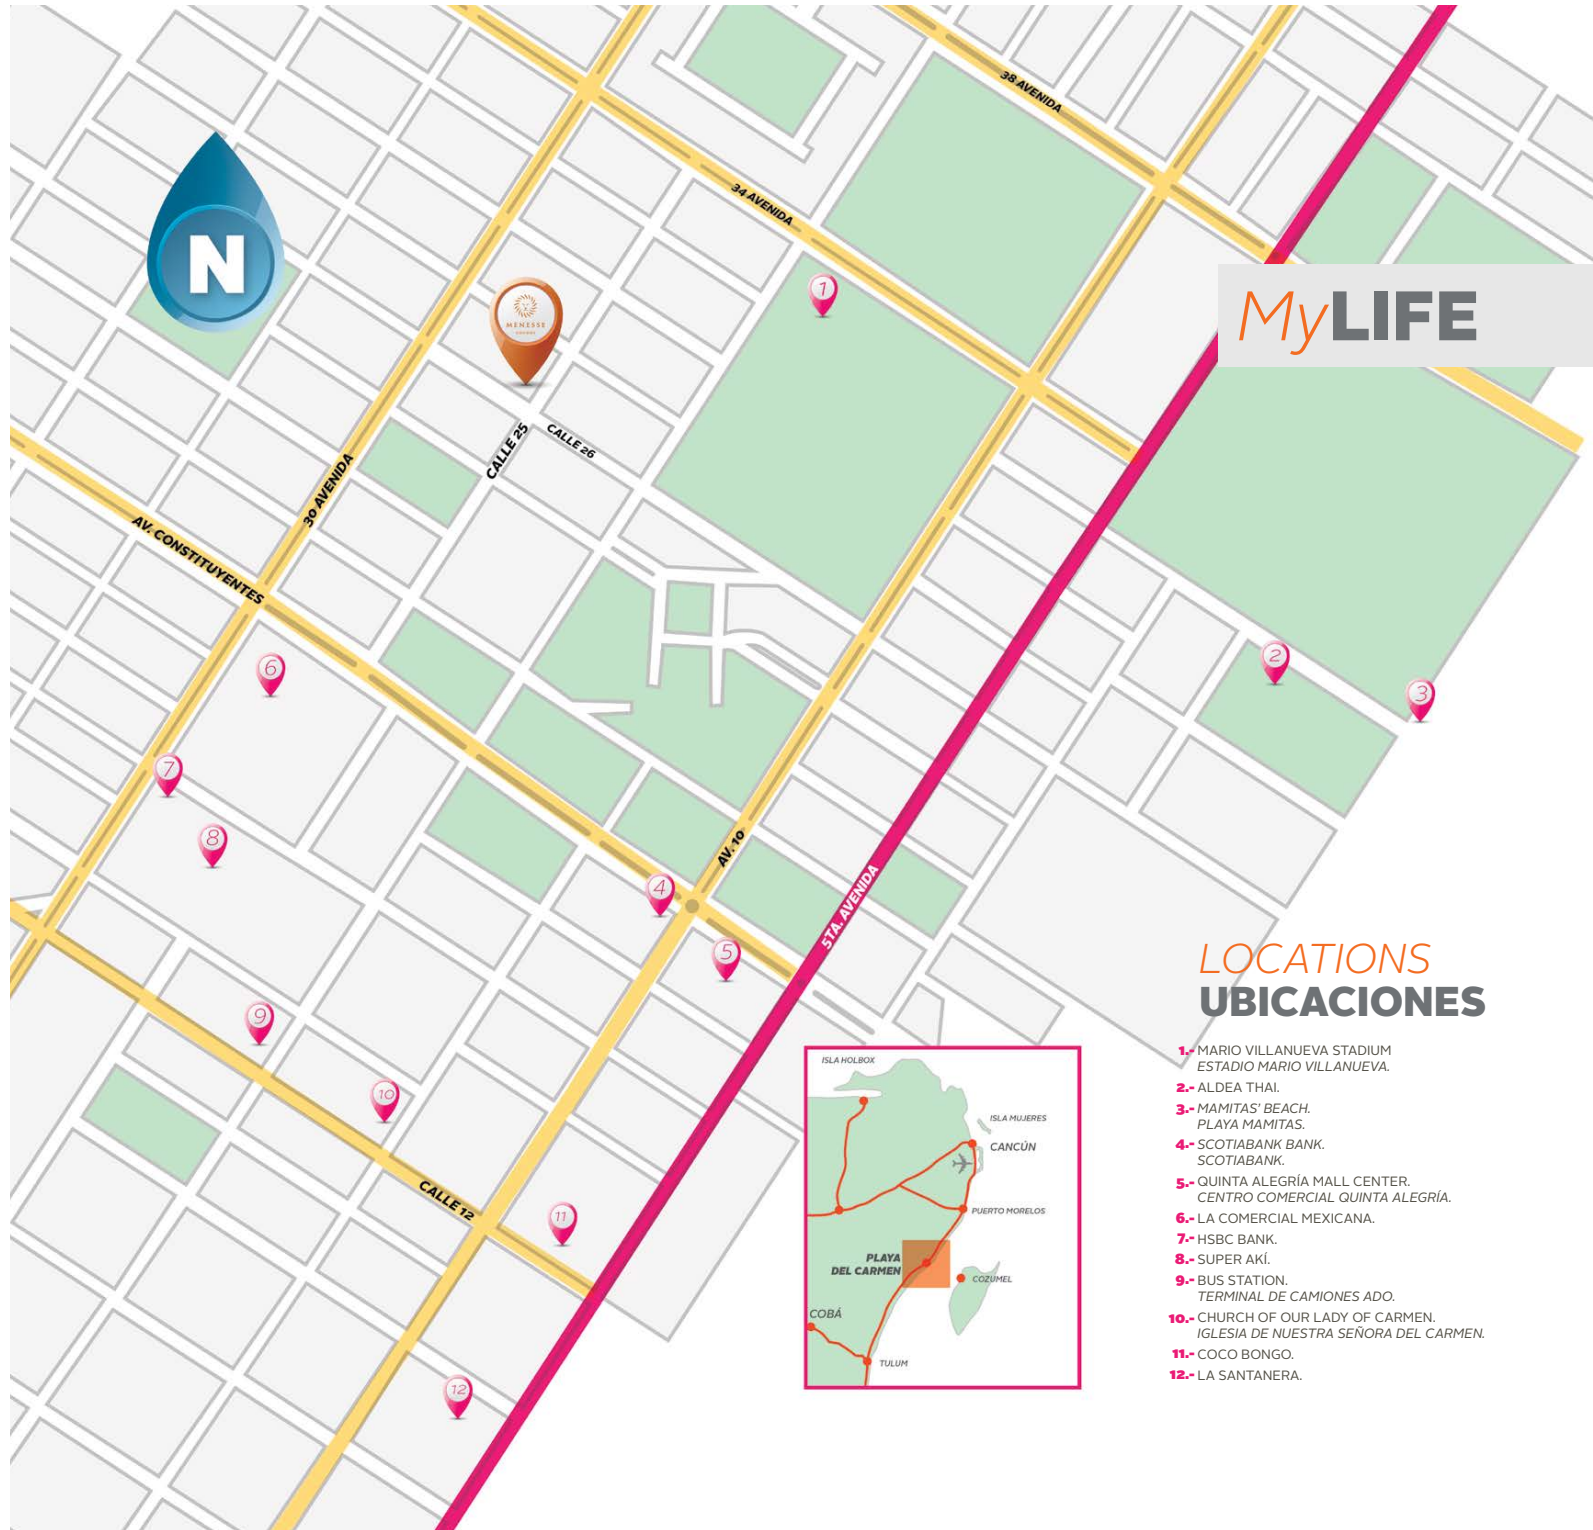 38 AVENIDA
34 AVENIDA
1
N
MENESSE
MyLIFE
CALLE 25
CALLE 26
30 AVENIDA
AV. CONSTITUYENTES
2
3
6
7
8
AV. 10
4
5TA. AVENIDA
5
9
10
CALLE 12
11
12
ISLA HOLBOX
ISLA MUJERES
CANCÚN
PUERTO MORELOS
PLAYA
DEL CARMEN
COZUMEL
COBÁ
TULUM
LOCATIONS
UBICACIONES
1.- MARIO VILLANUEVA STADIUM
ESTADIO MARIO VILLANUEVA.
2.- ALDEA THAI.
3.- MAMITAS' BEACH.
PLAYA MAMITAS.
4.- SCOTIABANK BANK.
SCOTIABANK.
5.- QUINTA ALEGRÍA MALL CENTER.
CENTRO COMERCIAL QUINTA ALEGRÍA.
6.- LA COMERCIAL MEXICANA.
7.- HSBC BANK.
8.- SUPER AKÍ.
9.- BUS STATION.
TERMINAL DE CAMIONES ADO.
10.- CHURCH OF OUR LADY OF CARMEN.
IGLESIA DE NUESTRA SEÑORA DEL CARMEN.
11.- COCO BONGO.
12.- LA SANTANERA.